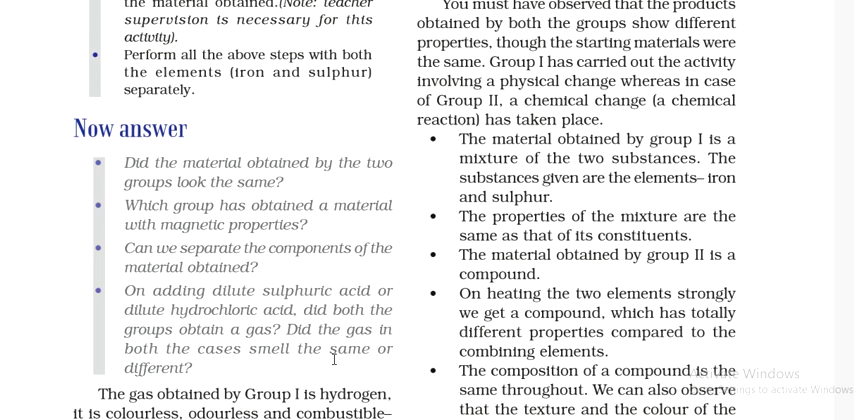 the material obtained.(Note: Teacher
supervision is necessary for this
activity).
• Perform all the above steps with both
the elements (iron and sulphur)
separately.
Now answer
• Did the material obtained by the two
groups look the same?
• Which group has obtained a material
with magnetic properties?
• Can we separate the components of the
material obtained?
• On adding dilute sulphuric acid or
dilute hydrochloric acid, did both the
groups obtain a gas? Did the gas in
both the cases smell the same or
different?
The gas obtained by Group I is hydrogen,
it is colourless, odourless and combustible–
You must have observed that the products
obtained by both the groups show different
properties, though the starting materials were
the same. Group I has carried out the activity
involving a physical change whereas in case
of Group II, a chemical change (a chemical
reaction) has taken place.
• The material obtained by group I is a
mixture of the two substances. The
substances given are the elements– iron
and sulphur.
• The properties of the mixture are the
same as that of its constituents.
• The material obtained by group II is a
compound.
• On heating the two elements strongly
we get a compound, which has totally
different properties compared to the
combining elements.
• The composition of a compound is the
same throughout. We can also observe
that the texture and the colour of the
Activate Windows
to activate Windows